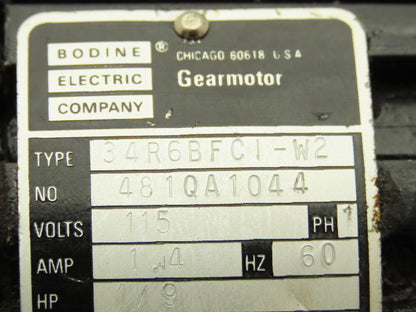 BODINE ®
ELECTRIC
COMPANY
CHICAGO 60618 U S A
Gearmotor
TYPE 34R6BFCI-W2
NO 481QA1044
VOLTS 115 PH 1
AMP 1.4 HZ 60
HP